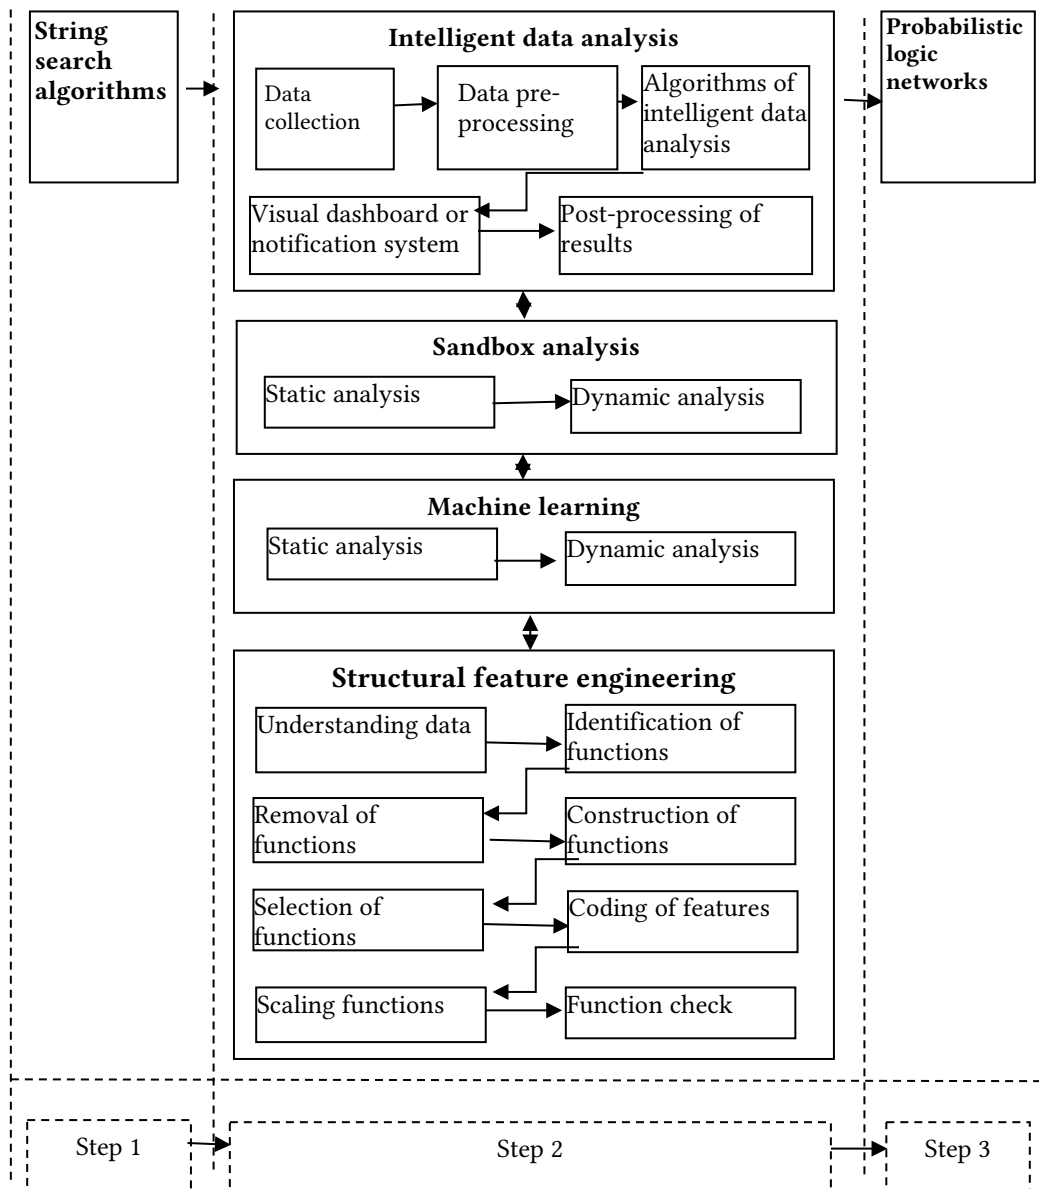 String
search
algorithms
Intelligent data analysis
Data
collection
Data pre-
processing
Algorithms of
intelligent data
analysis
Visual dashboard or
notification system
Post-processing of
results
Probabilistic
logic
networks
Sandbox analysis
Static analysis
Dynamic analysis
Machine learning
Static analysis
Dynamic analysis
Structural feature engineering
Understanding data
Identification of
functions
Removal of
functions
Construction of
functions
Selection of
functions
Coding of features
Scaling functions
Function check
Step 1
Step 2
Step 3